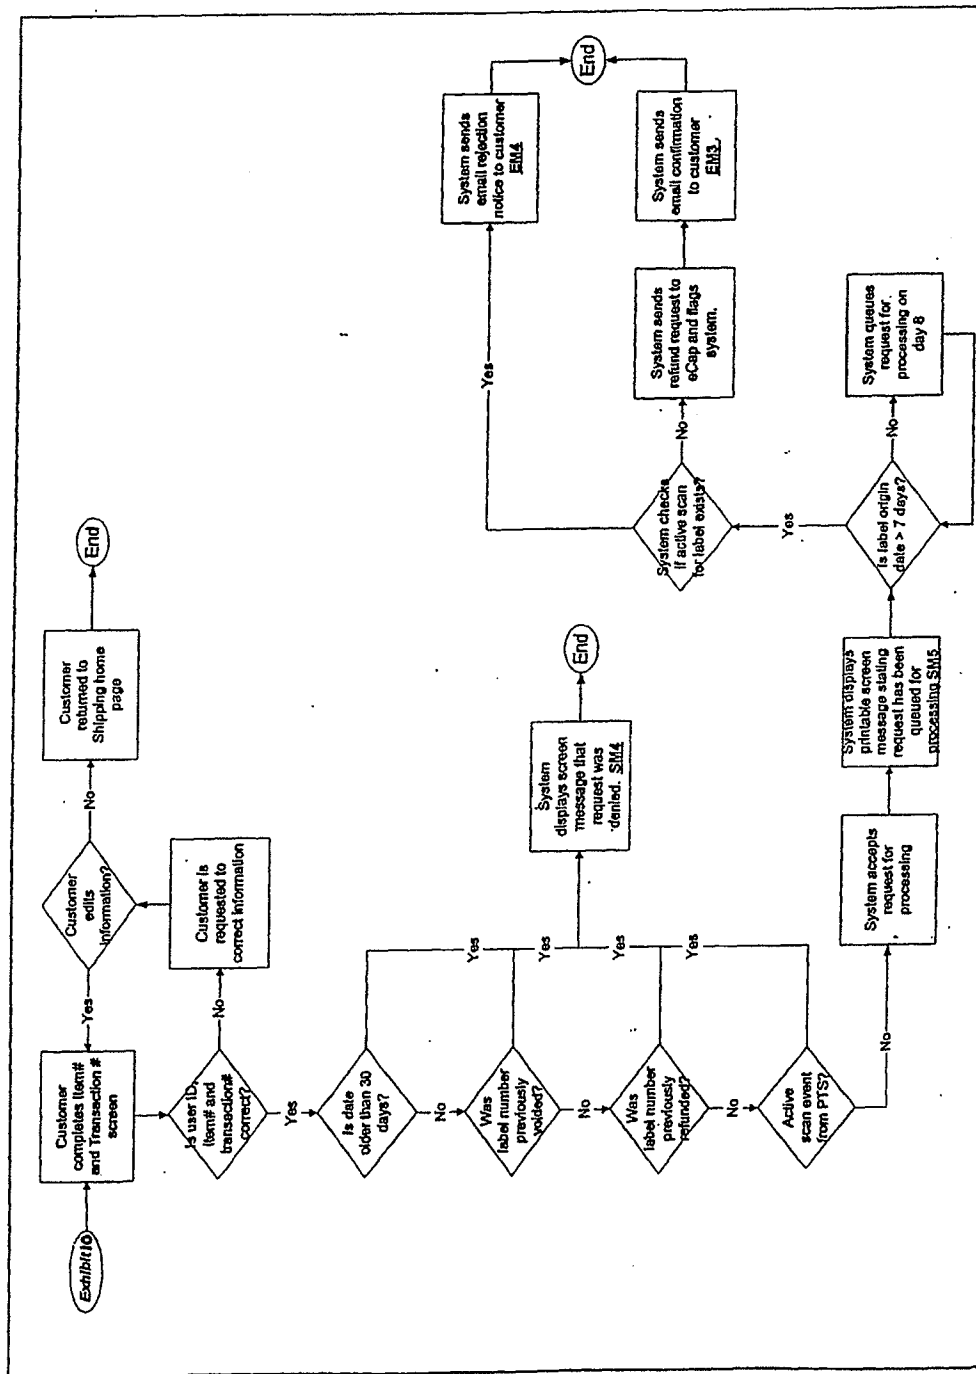 Exhibit10
Customer
completes Item#
and Transaction #
screen
Yes
Customer
edits
Information?
No
Customer
returned to
Shipping home
page
End
Is user ID,
Item# and
transaction#
correct?
No
Customer is
requested to
correct information
Yes
Is date
older than 30
days?
Yes
No
Was
label number
previously
voided?
Yes
No
Was
label number
previously
refunded?
Yes
No
Active
scan event
from PTS?
Yes
No
System
displays screen
message that
request was
denied. SM4
End
System accepts
request for
processing
System displays
printable screen
message stating
request has been
queued for
processing SM5
Is label origin
date > 7 days?
No
System queues
request for
processing on
day 8
Yes
System checks
if active scan
for label exists?
No
System sends
refund request to
eCap and flags
system.
System sends
email confirmation
to customer
EM3
Yes
System sends
email rejection
notice to customer
EM4
End